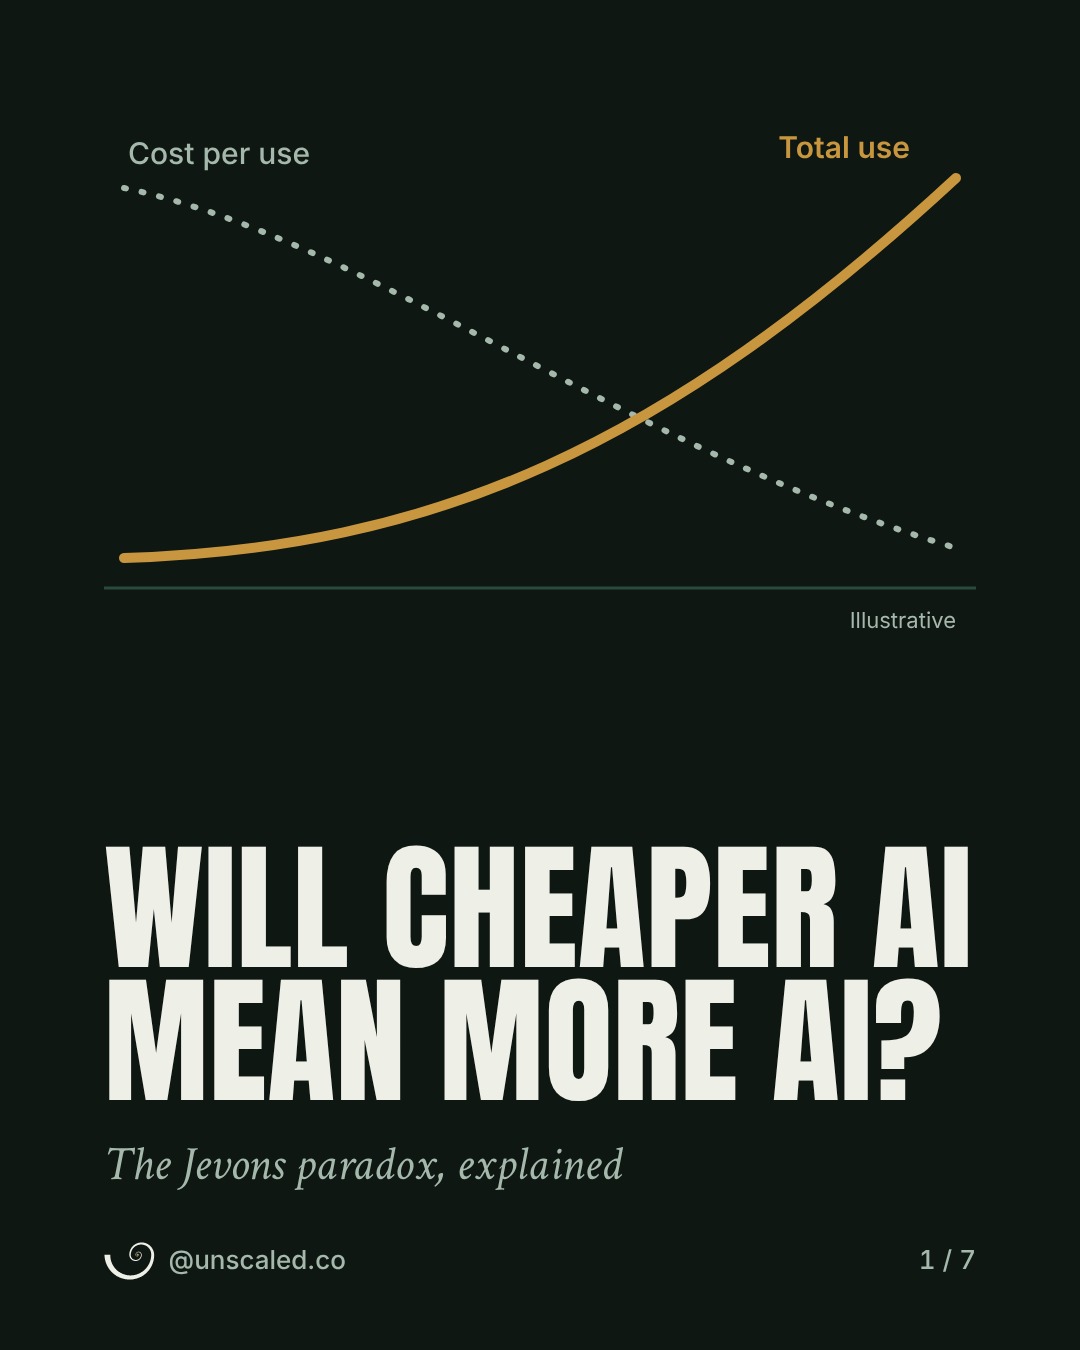 Cost per use
Total use
Illustrative
WILL CHEAPER AI
MEAN MORE AI?
The Jevons paradox, explained
@unscaled.co
1 / 7